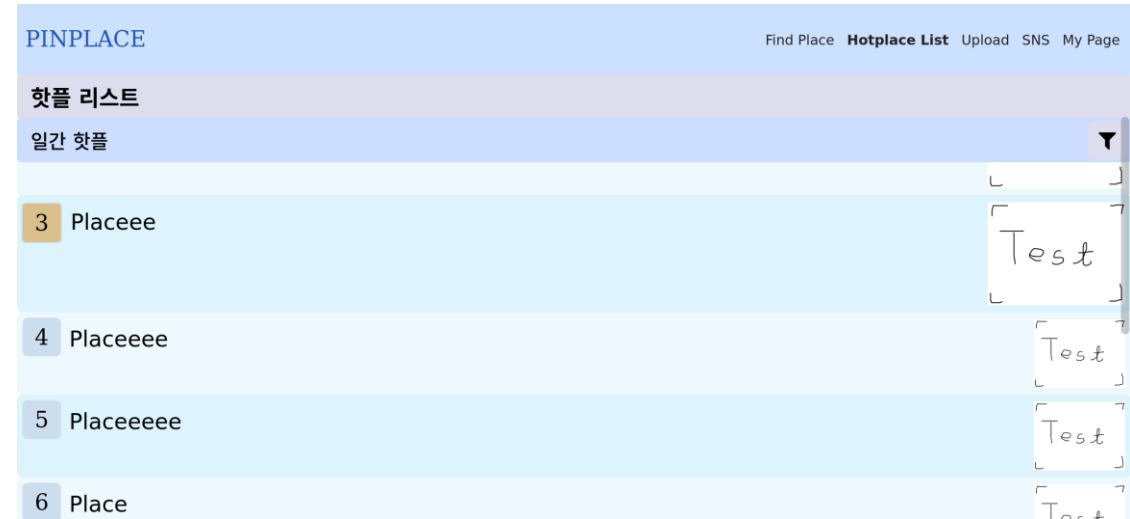 PINPLACE
Find Place Hotplace List Upload SNS My Page
핫플 리스트
일간 핫플
3 Placeee
Test
4 Placeeee
Test
5 Placeeeee
Test
6 Place
Test